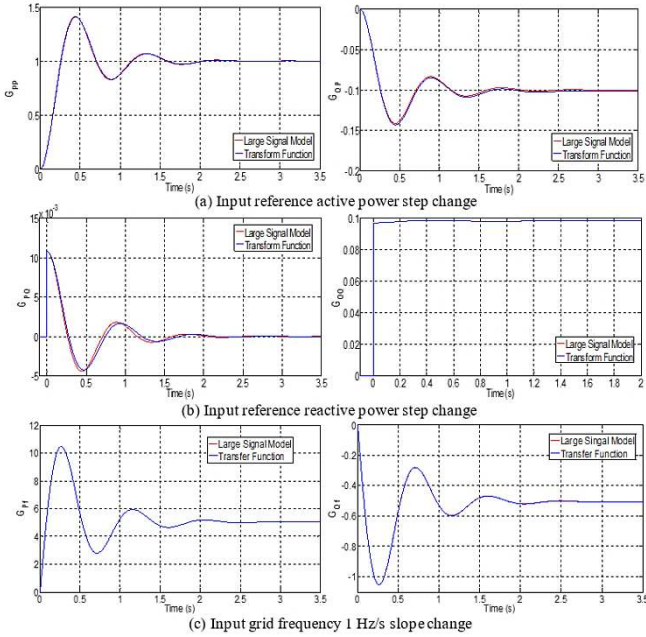 1.5
1
0.5
0
G PP
Large Signal Model
Transform Function
0 0.5 1 1.5 2 2.5 3 3.5
Time (s)
-0.05
-0.1
-0.15
-0.2
G QP
Large Signal Model
Transform Function
0 0.5 1 1.5 2 2.5 3 3.5
Time (s)
(a) Input reference active power step change
x 10⁻³
15
10
5
0
-5
G PQ
Large Signal Model
Transform Function
0 0.5 1 1.5 2 2.5 3 3.5
Time (s)
0.1
0.08
0.06
0.04
0.02
0
G QQ
Large Signal Model
Transform Function
0 0.2 0.4 0.6 0.8 1 1.2 1.4 1.6 1.8 2
Time (s)
(b) Input reference reactive power step change
12
10
8
6
4
2
0
G Pf
Large Signal Model
Transfer Function
0 0.5 1 1.5 2 2.5 3 3.5
Time (s)
0
-0.2
-0.4
-0.6
-0.8
-1
G Qf
Large Singal Model
Transfer Function
0 0.5 1 1.5 2 2.5 3 3.5
Time (s)
(c) Input grid frequency 1 Hz/s slope change